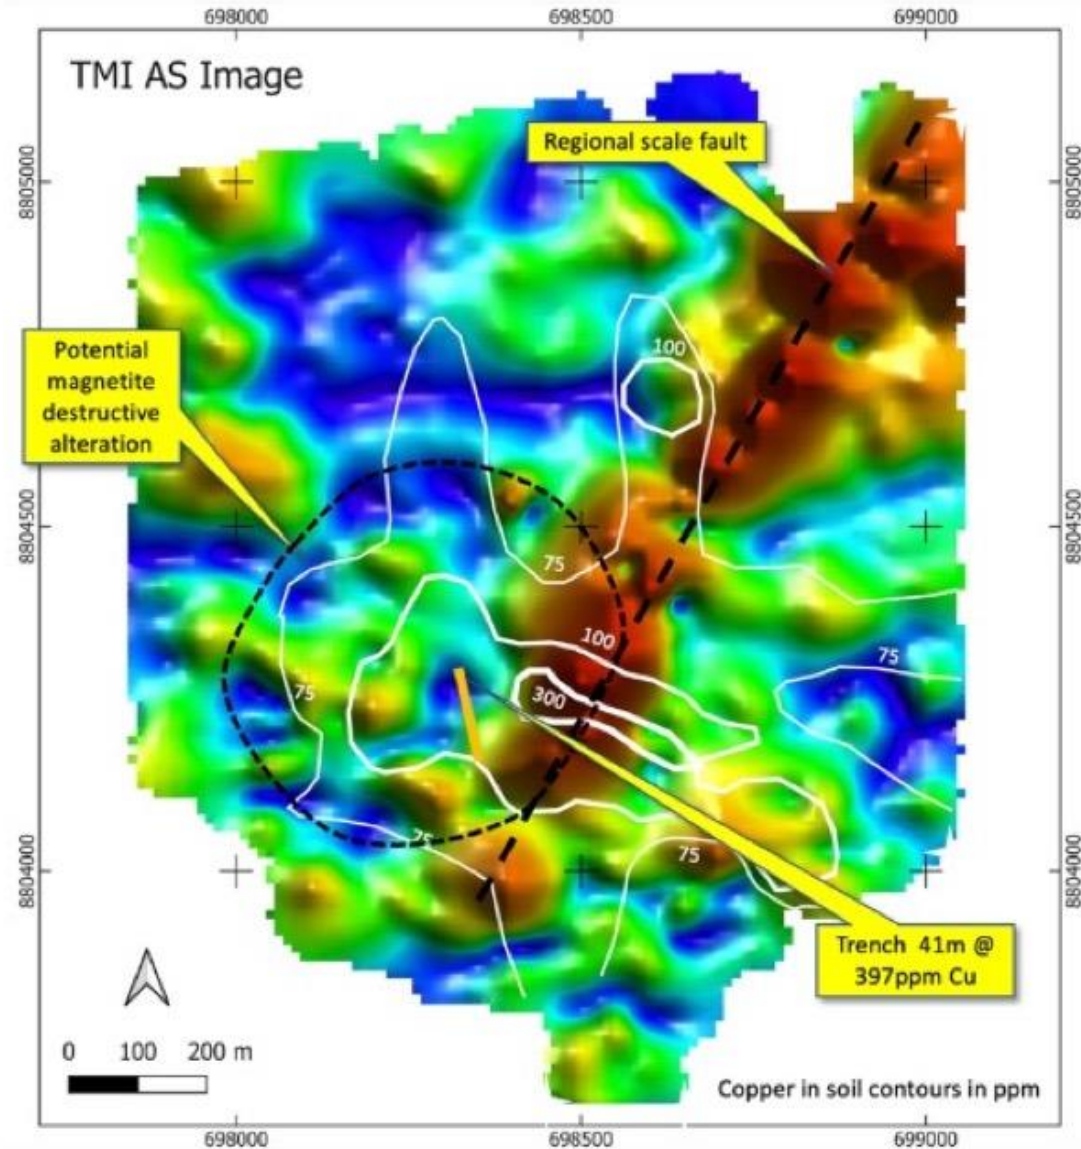 698000 698500 699000
TMI AS Image
Regional scale fault
8805000 8805000
Potential
magnetite
destructive
alteration
100
8804500 8804500
75
100
75
75
300
75
75
8804000 8804000
Trench 41m @
397ppm Cu
0 100 200 m
Copper in soil contours in ppm
698000 698500 699000